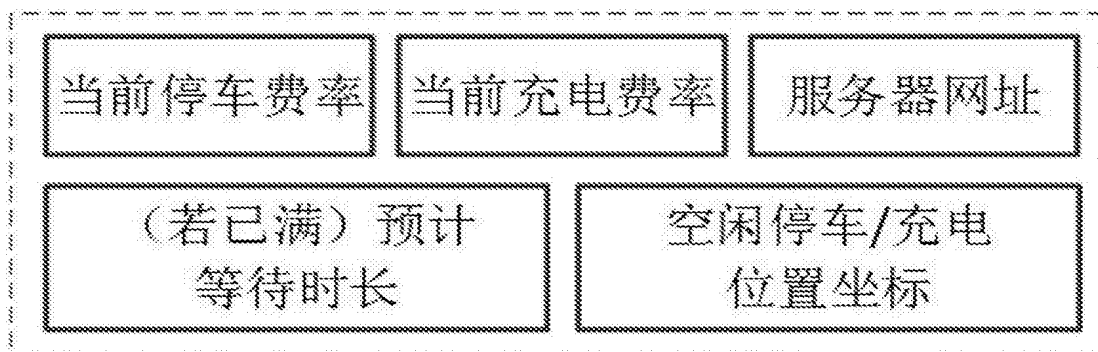 当前停车费率
当前充电费率
服务器网址
（若已满）预计
等待时长
空闲停车/充电
位置坐标